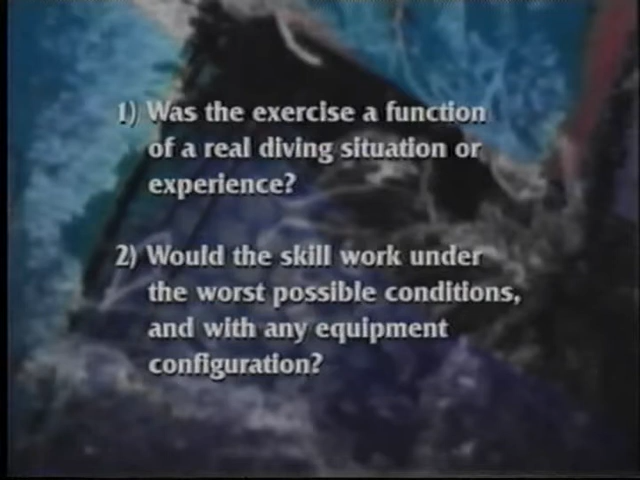 1) Was the exercise a function
of a real diving situation or
experience?
2) Would the skill work under
the worst possible conditions,
and with any equipment
configuration?